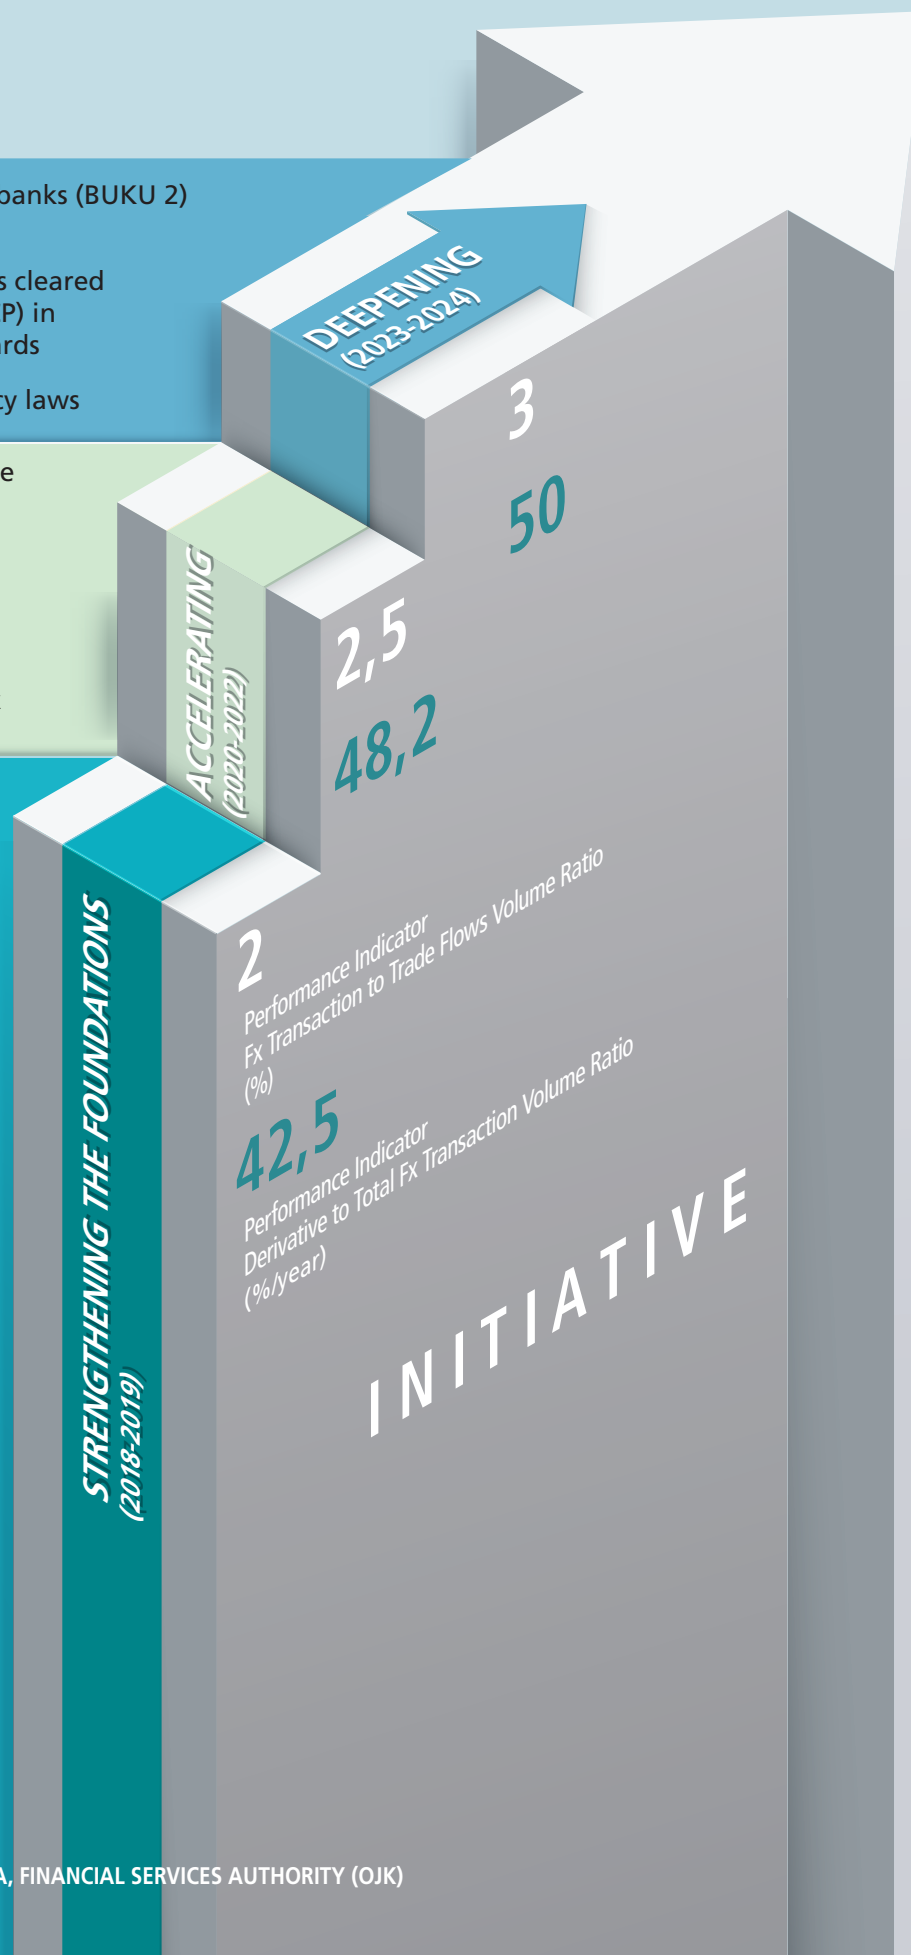 banks (BUKU 2)
s cleared
P) in
rds
cy laws
e
DEEPENING
(2023-2024)
3
50
ACCELERATING
(2020-2022)
2,5
48,2
STRENGTHENING THE FOUNDATIONS
(2018-2019)
2
Performance Indicator
Fx Transaction to Trade Flows Volume Ratio
(%)
42,5
Performance Indicator
Derivative to Total Fx Transaction Volume Ratio
(%/year)
INITIATIVE
A, FINANCIAL SERVICES AUTHORITY (OJK)